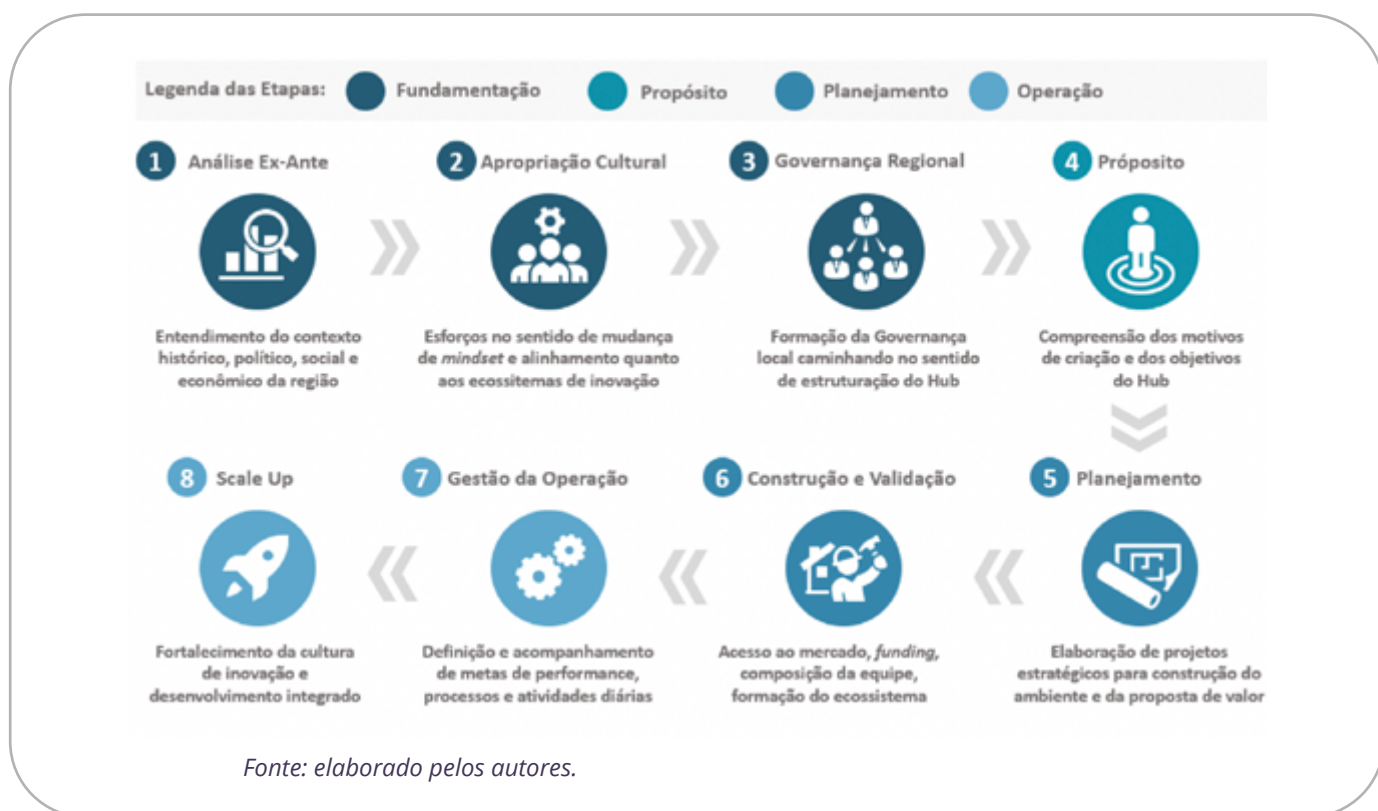 Legenda das Etapas: Fundamentação Propósito Planejamento Operação
1 Análise Ex-Ante
Entendimento do contexto
histórico, político, social e
econômico da região
2 Apropriação Cultural
Esforços no sentido de mudança
de mindset e alinhamento quanto
aos ecossitemas de inovação
3 Governança Regional
Formação da Governança
local caminhando no sentido
de estruturação do Hub
4 Próposito
Compreensão dos motivos
de criação e dos objetivos
do Hub
5 Planejamento
Elaboração de projetos
estratégicos para construção do
ambiente e da proposta de valor
6 Construção e Validação
Acesso ao mercado, funding,
composição da equipe,
formação do ecossistema
7 Gestão da Operação
Definição e acompanhamento
de metas de performance,
processos e atividades diárias
8 Scale Up
Fortalecimento da cultura
de inovação e
desenvolvimento integrado
Fonte: elaborado pelos autores.